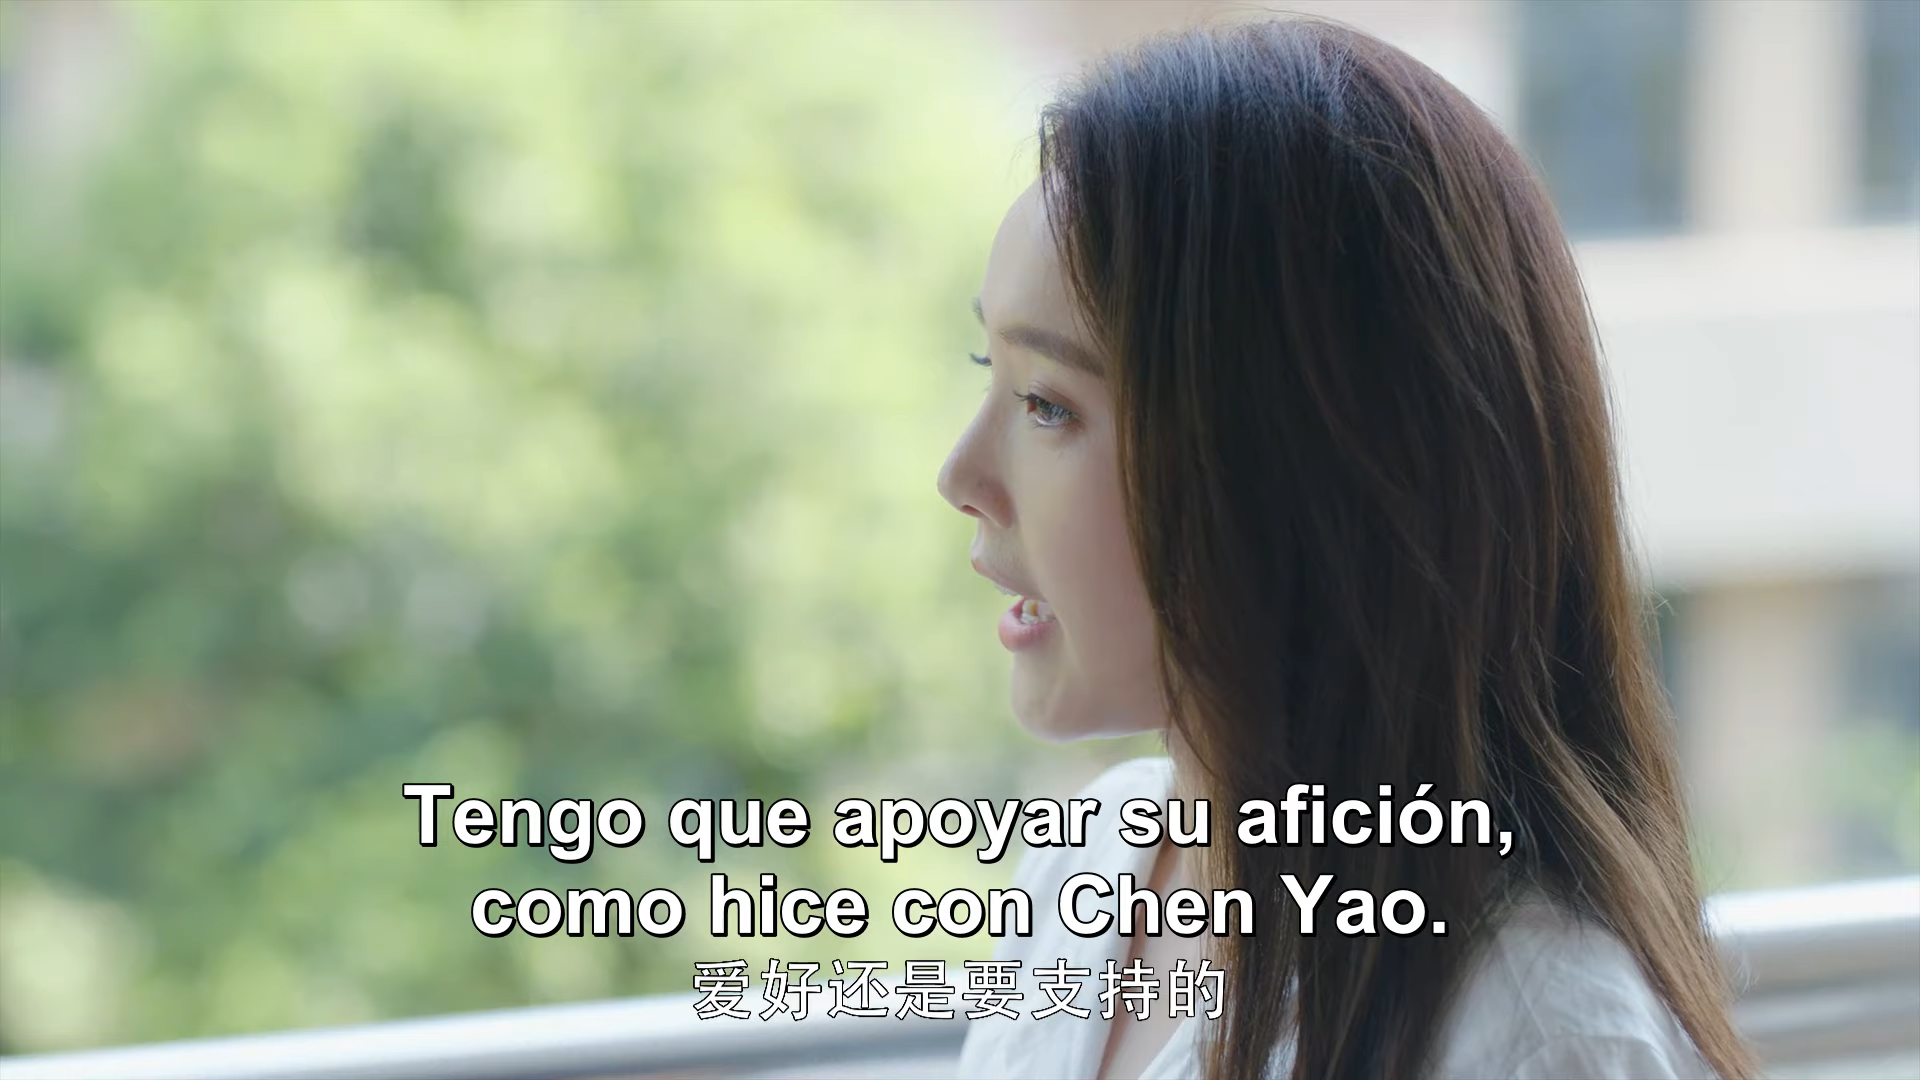 Tengo que apoyar su afición,
como hice con Chen Yao.
爱好还是要支持的